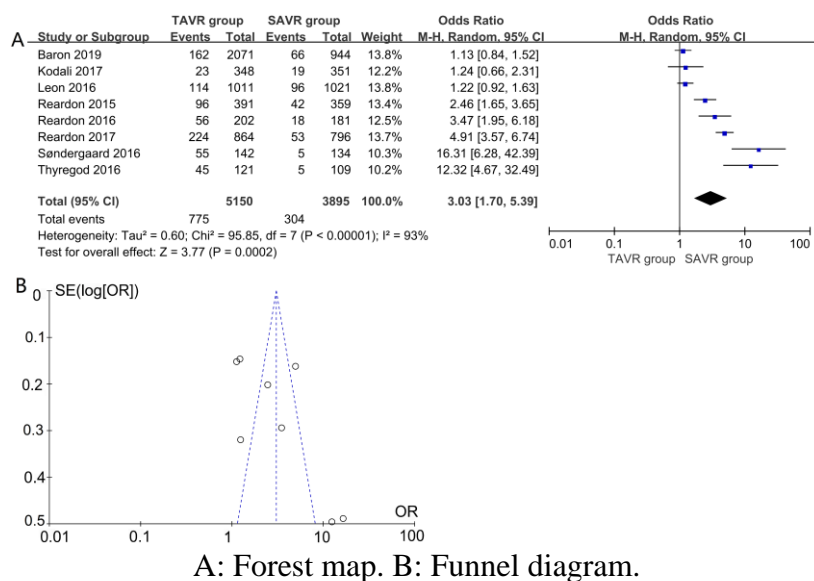 TAVR group SAVR group Odds Ratio Odds Ratio
A Study or Subgroup Events Total Events Total Weight M-H. Random. 95% CI M-H. Random. 95% CI
Baron 2019 162 2071 66 944 13.8% 1.13 [0.84, 1.52]
Kodali 2017 23 348 19 351 12.2% 1.24 [0.66, 2.31]
Leon 2016 114 1011 96 1021 13.8% 1.22 [0.92, 1.63]
Reardon 2015 96 391 42 359 13.5% 2.46 [1.65, 3.65]
Reardon 2016 56 202 18 181 12.5% 3.47 [1.95, 6.18]
Reardon 2017 224 864 53 796 13.7% 4.91 [3.57, 6.74]
Søndergaard 2016 55 142 5 134 10.3% 16.31 [6.28, 42.39]
Thyregod 2016 45 121 5 109 10.2% 12.32 [4.67, 32.49]
Total (95% CI) 5150 3895 100.0% 3.03 [1.70, 5.39]
Total events 775 304
Heterogeneity: Tau² = 0.60; Chi² = 95.85, df = 7 (P < 0.00001); I² = 93%
Test for overall effect: Z = 3.77 (P = 0.0002)
0.01 0.1 1 10 100
TAVR group SAVR group
B
0 SE(log[OR])
0.1
0.2
0.3
0.4
0.5
OR
0.01 0.1 1 10 100
A: Forest map. B: Funnel diagram.